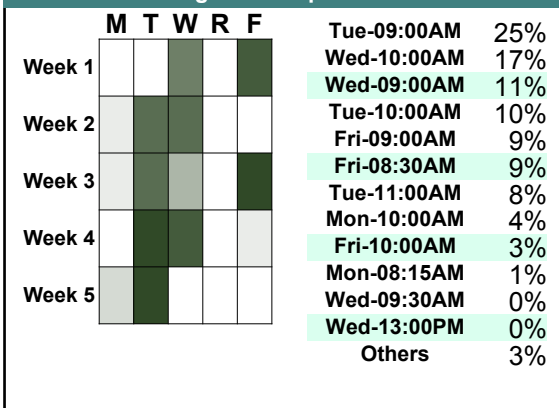 M T W R F
Week 1
Week 2
Week 3
Week 4
Week 5
Tue-09:00AM 25%
Wed-10:00AM 17%
Wed-09:00AM 11%
Tue-10:00AM 10%
Fri-09:00AM 9%
Fri-08:30AM 9%
Tue-11:00AM 8%
Mon-10:00AM 4%
Fri-10:00AM 3%
Mon-08:15AM 1%
Wed-09:30AM 0%
Wed-13:00PM 0%
Others 3%